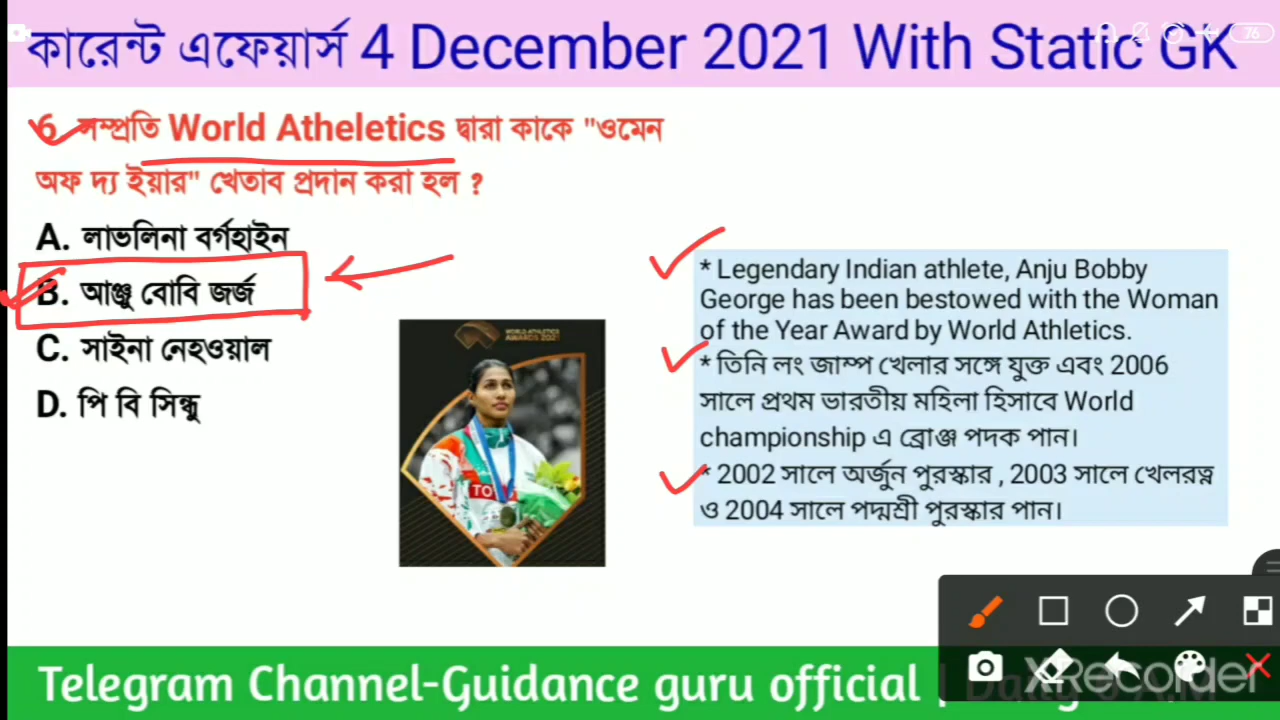 কারেন্ট এফেয়ার্স 4 December 2021 With Static GK
76
6. সম্প্রতি World Atheletics দ্বারা কাকে "ওমেন
অফ দ্য ইয়ার" খেতাব প্রদান করা হল ?
A. লাভলিনা বর্গহাইন
B. আঞ্জু বোবি জর্জ
C. সাইনা নেহওয়াল
D. পি বি সিন্ধু
WORLD ATHLETICS
AWARDS 2021
* Legendary Indian athlete, Anju Bobby
George has been bestowed with the Woman
of the Year Award by World Athletics.
* তিনি লং জাম্প খেলার সঙ্গে যুক্ত এবং 2006
সালে প্রথম ভারতীয় মহিলা হিসাবে World
championship এ ব্রোঞ্জ পদক পান।
* 2002 সালে অর্জুন পুরস্কার , 2003 সালে খেলরত্ন
ও 2004 সালে পদ্মশ্রী পুরস্কার পান।
Telegram Channel-Guidance guru official |
XRecorder